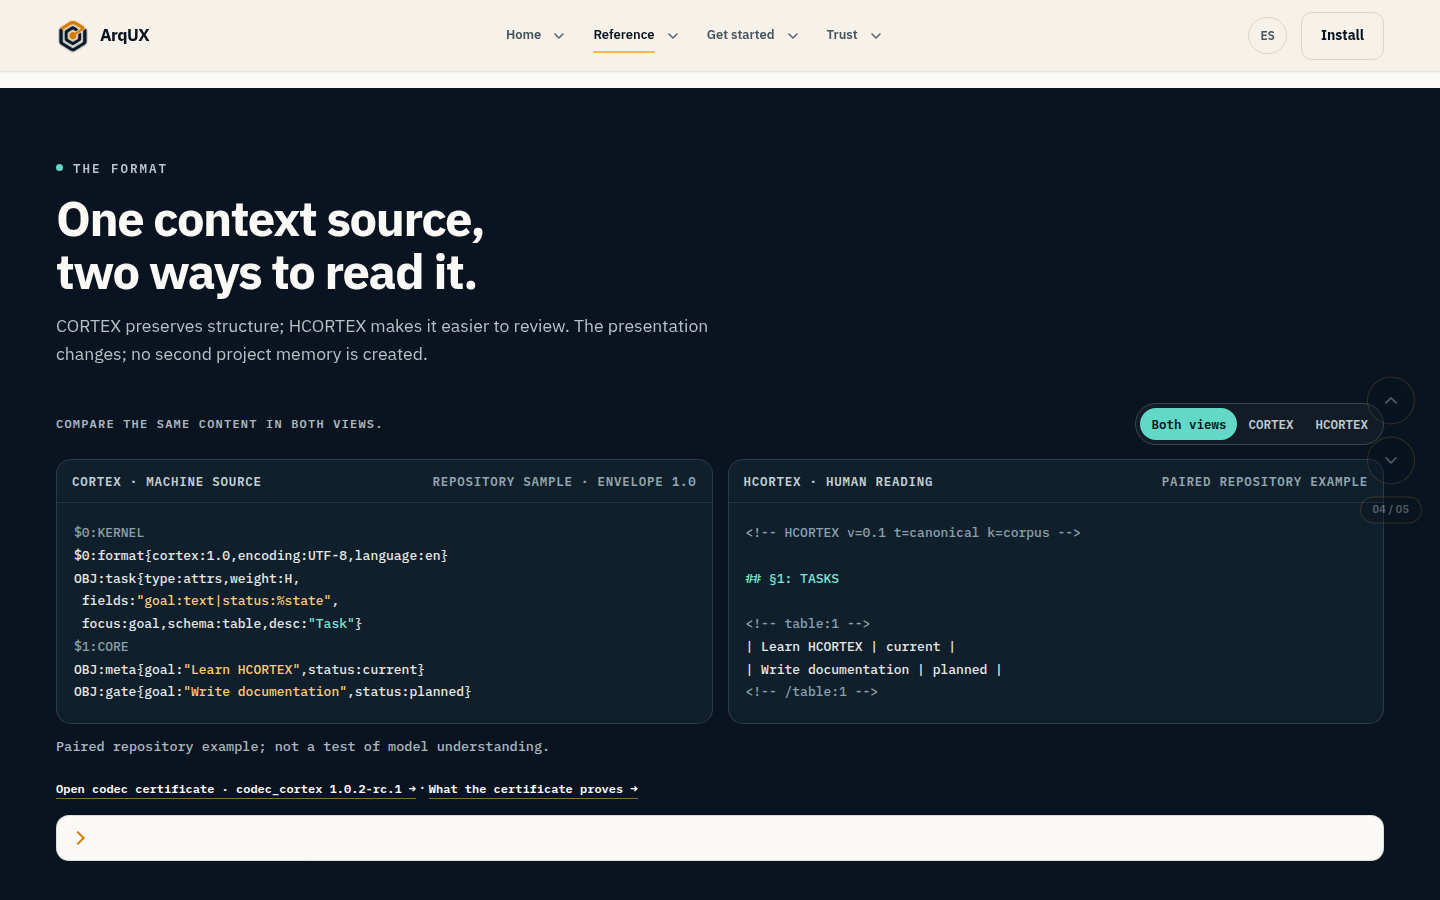 ArqUX
Home
Reference
Get started
Trust
ES
Install
THE FORMAT
One context source,
two ways to read it.
CORTEX preserves structure; HCORTEX makes it easier to review. The presentation
changes; no second project memory is created.
COMPARE THE SAME CONTENT IN BOTH VIEWS.
Both views
CORTEX
HCORTEX
CORTEX · MACHINE SOURCE
REPOSITORY SAMPLE · ENVELOPE 1.0
$0:KERNEL
$0:format{cortex:1.0,encoding:UTF-8,language:en}
OBJ:task{type:attrs,weight:H,
fields:"goal:text|status:%state",
focus:goal,schema:table,desc:"Task"}
$1:CORE
OBJ:meta{goal:"Learn HCORTEX",status:current}
OBJ:gate{goal:"Write documentation",status:planned}
HCORTEX · HUMAN READING
PAIRED REPOSITORY EXAMPLE
<!-- HCORTEX v=0.1 t=canonical k=corpus -->
## §1: TASKS
<!-- table:1 -->
| Learn HCORTEX | current |
| Write documentation | planned |
<!-- /table:1 -->
04 / 05
Paired repository example; not a test of model understanding.
Open codec certificate · codec_cortex 1.0.2-rc.1 → · What the certificate proves →